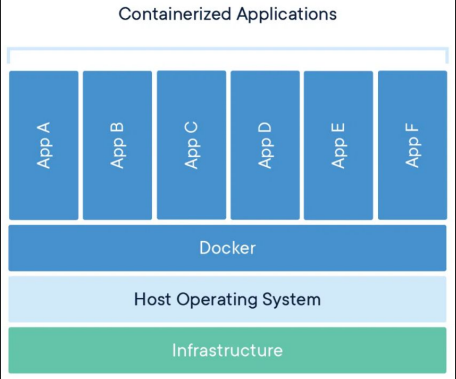 Containerized Applications
App A
App B
App C
App D
App E
App F
Docker
Host Operating System
Infrastructure